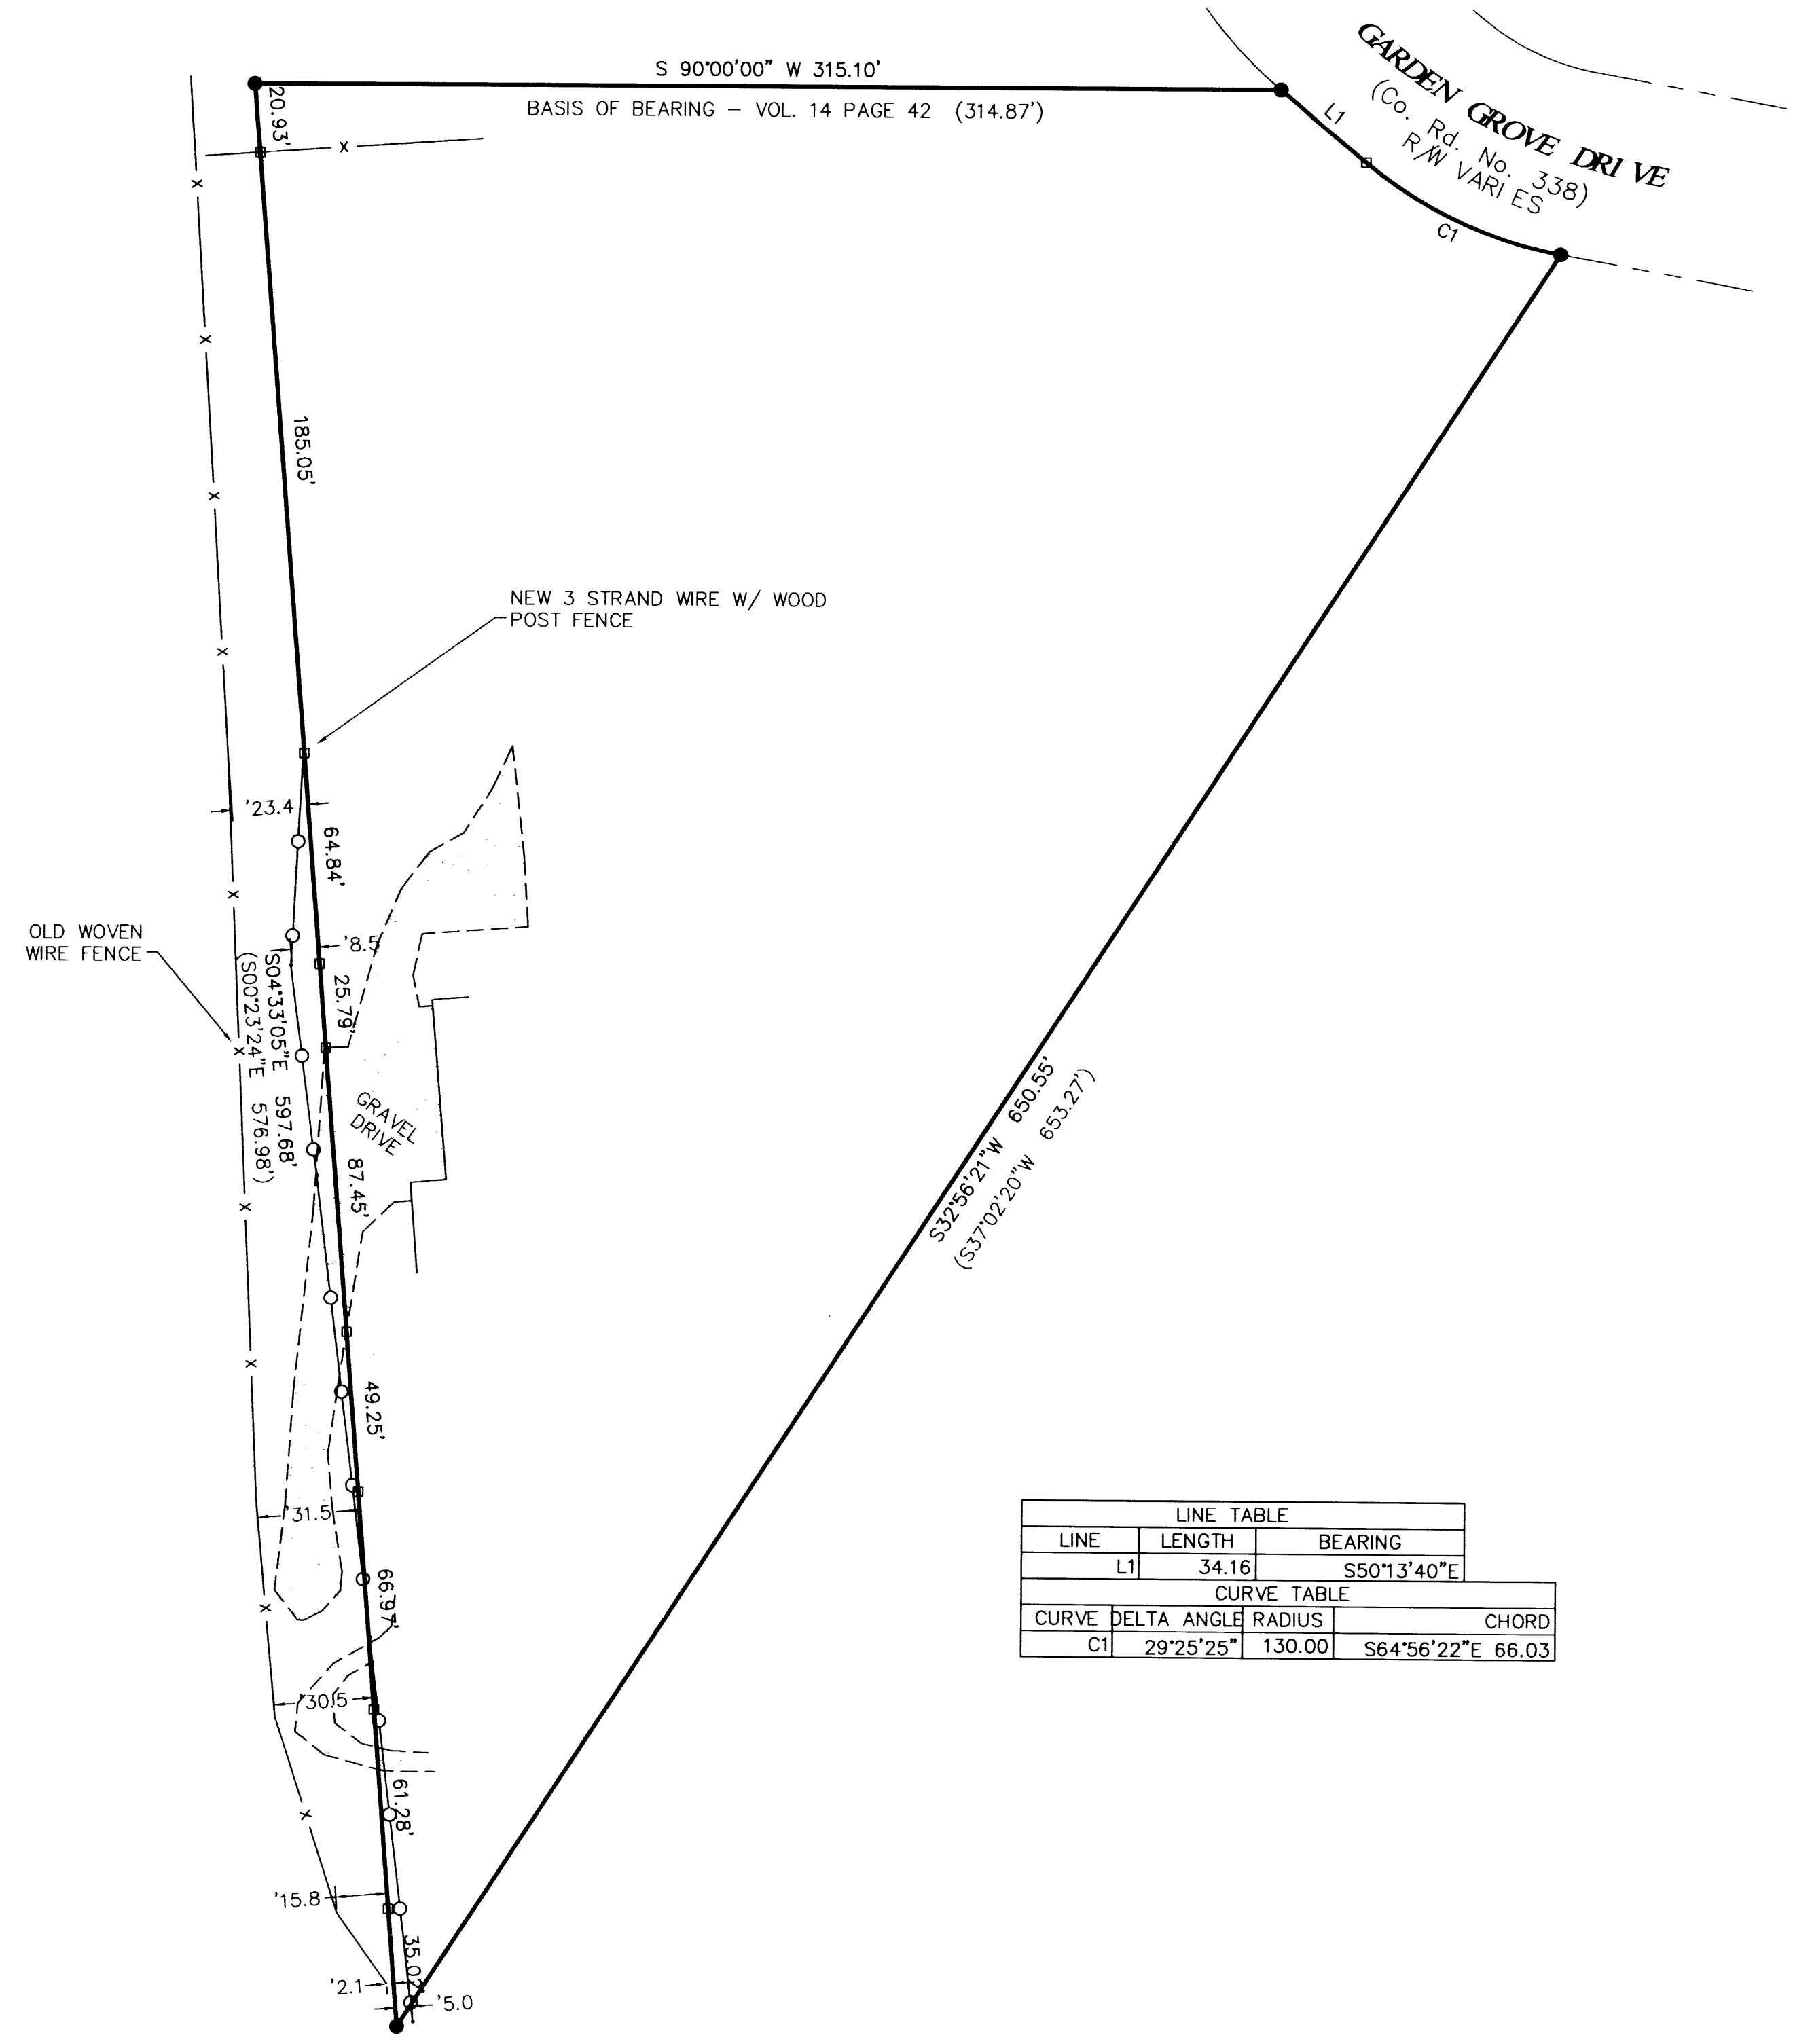 GARDEN GROVE DRIVE
(Co. Rd. No. 338)
R/W VARIES
S 90°00'00" W 315.10'
BASIS OF BEARING – VOL. 14 PAGE 42 (314.87')
L1
C1
20.93'
X
X
X
185.05'
X
X
NEW 3 STRAND WIRE W/ WOOD
POST FENCE
'23.4
64.84'
X
OLD WOVEN
WIRE FENCE
'8.5
25.79'
S04°33'05"E 597.68'
(S00°23'24"E 576.98')
X
GRAVEL
DRIVE
87.45'
X
S32°56'21"W 650.55'
(S37°02'20"W 653.27')
X
49.25'
'31.5
X
66.97'
'30.5
61.28'
X
'15.8
35.02'
'2.1
'5.0
LINE TABLE
LINE LENGTH BEARING
L1 34.16 S50°13'40"E
CURVE TABLE
CURVE DELTA ANGLE RADIUS CHORD
C1 29°25'25" 130.00 S64°56'22"E 66.03